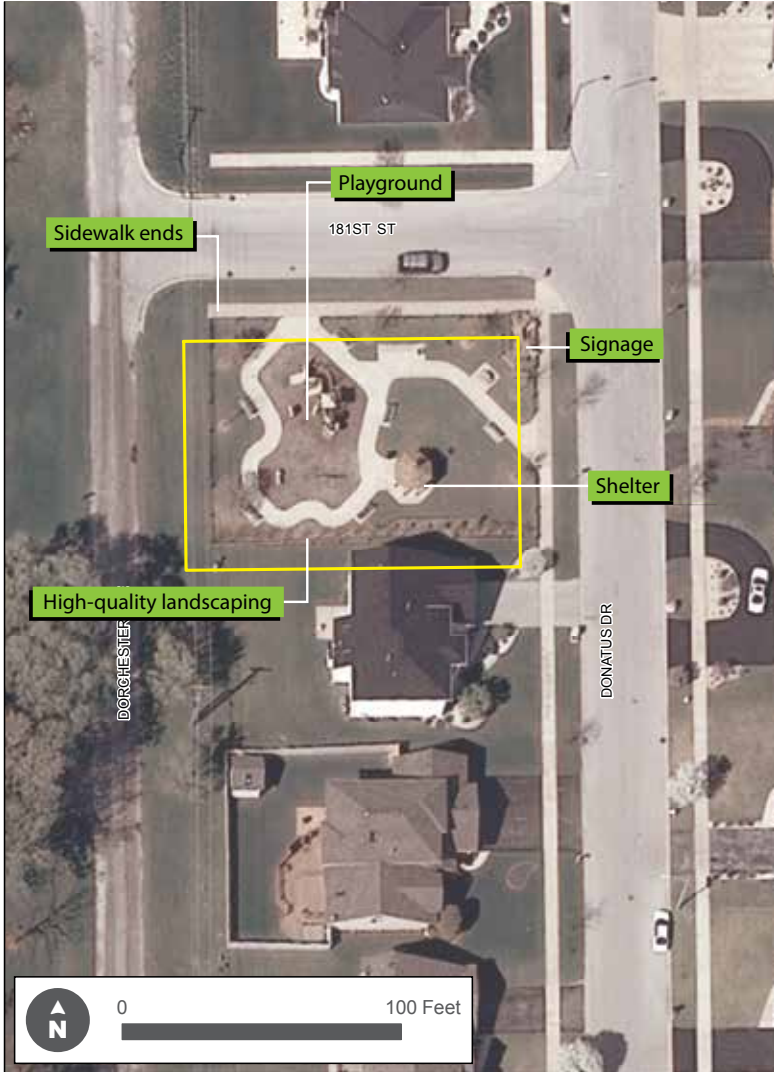 Playground
181ST ST
Sidewalk ends
Signage
Shelter
High-quality landscaping
DORCHESTER
DONATUS DR
N
0
100 Feet